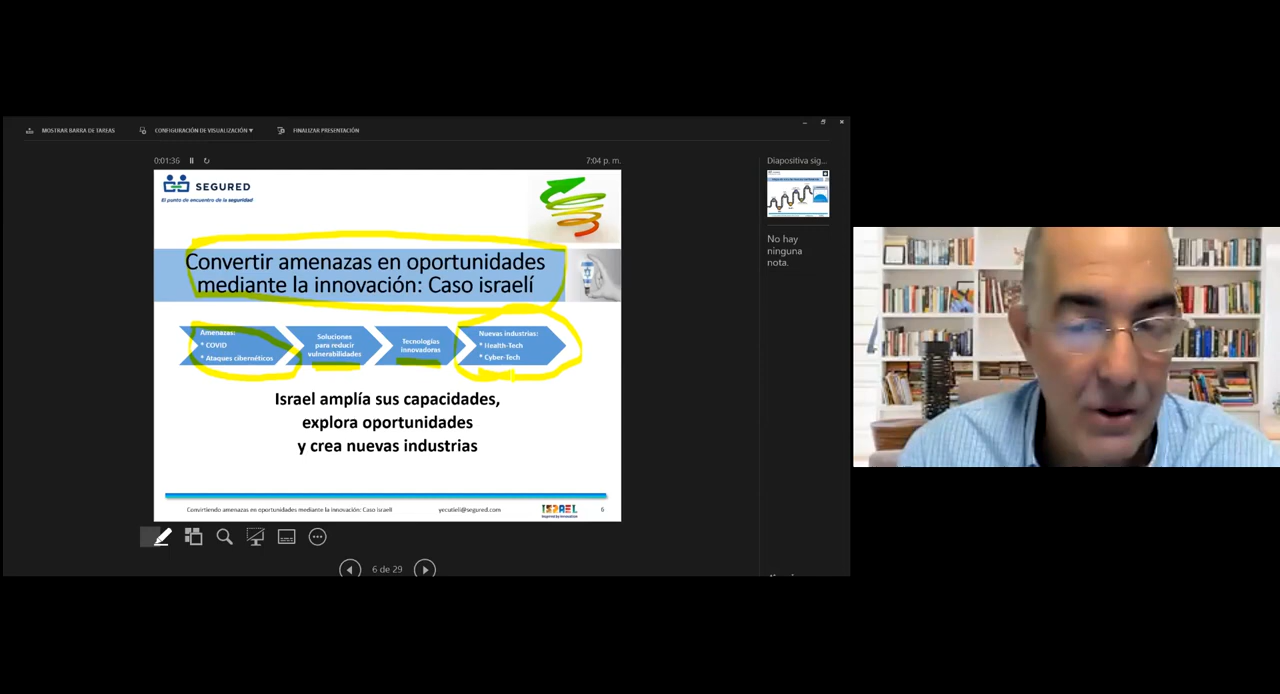 MOSTRAR BARRA DE TAREAS
CONFIGURACIÓN DE VISUALIZACIÓN ▾
FINALIZAR PRESENTACIÓN
0:01:36
7:04 p. m.
Diapositiva sig...
SEGURED
El punto de encuentro de la seguridad
Convertir amenazas en oportunidades
mediante la innovación: Caso israelí
Amenazas:
* COVID
* Ataques cibernéticos
Soluciones
para reducir
vulnerabilidades
Tecnologías
innovadoras
Nuevas industrias:
* Health-Tech
* Cyber-Tech
Israel amplía sus capacidades,
explora oportunidades
y crea nuevas industrias
Convirtiendo amenazas en oportunidades mediante la innovación: Caso israelí
yecutieli@segured.com
ISRAEL
6
No hay
ninguna
nota.
6 de 29